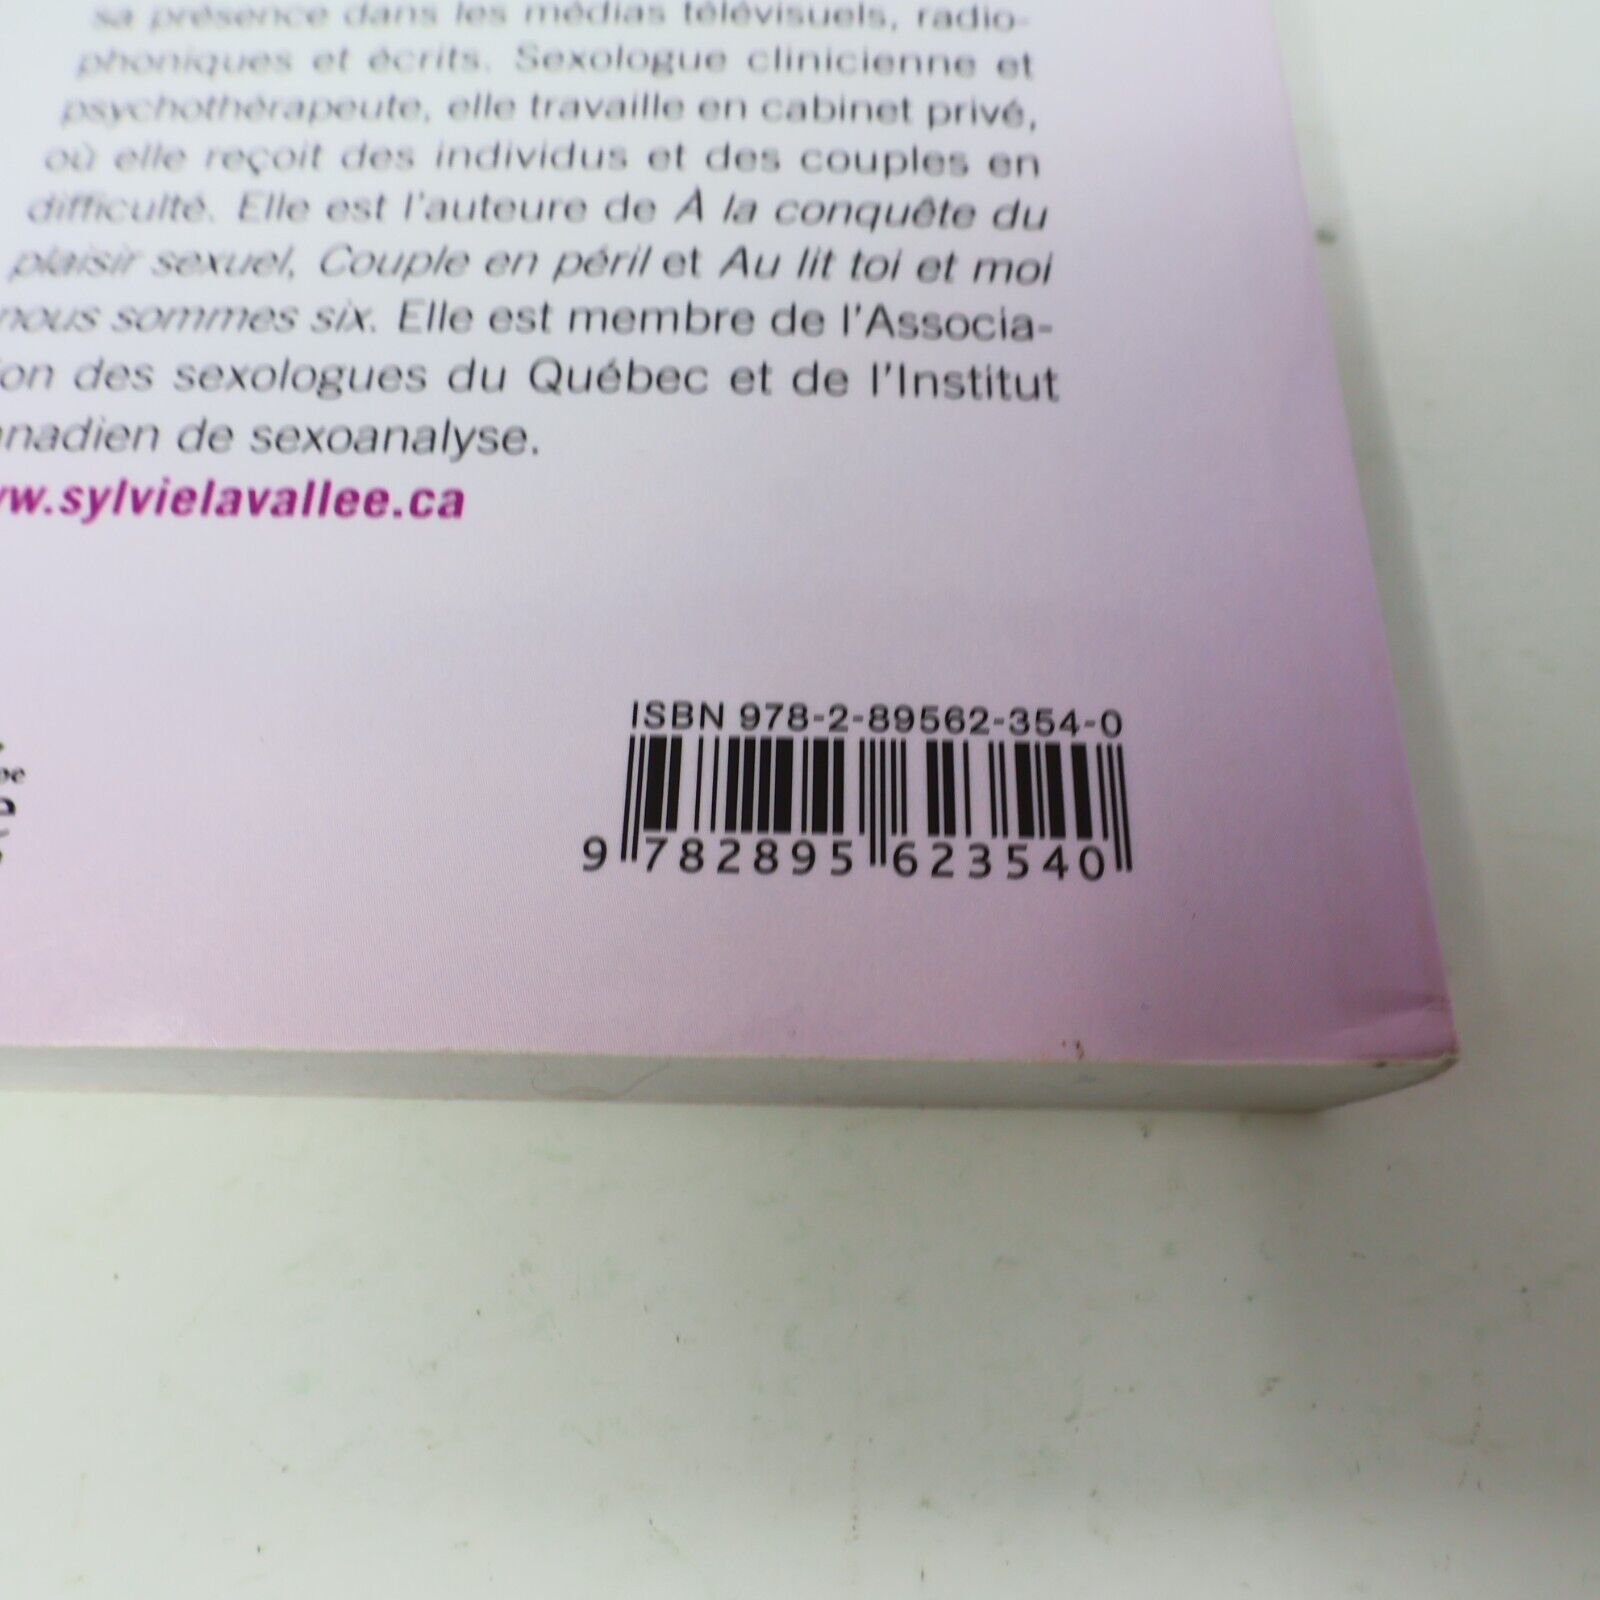 sa présence dans les médias télévisuels, radio-
phoniques et écrits. Sexologue clinicienne et
psychothérapeute, elle travaille en cabinet privé,
où elle reçoit des individus et des couples en
difficulté. Elle est l'auteure de À la conquête du
plaisir sexuel, Couple en péril et Au lit toi et moi
nous sommes six. Elle est membre de l'Associa-
ion des sexologues du Québec et de l'Institut
anadien de sexoanalyse.
w.sylvielavallee.ca
ISBN 978-2-89562-354-0
9 782895 623540